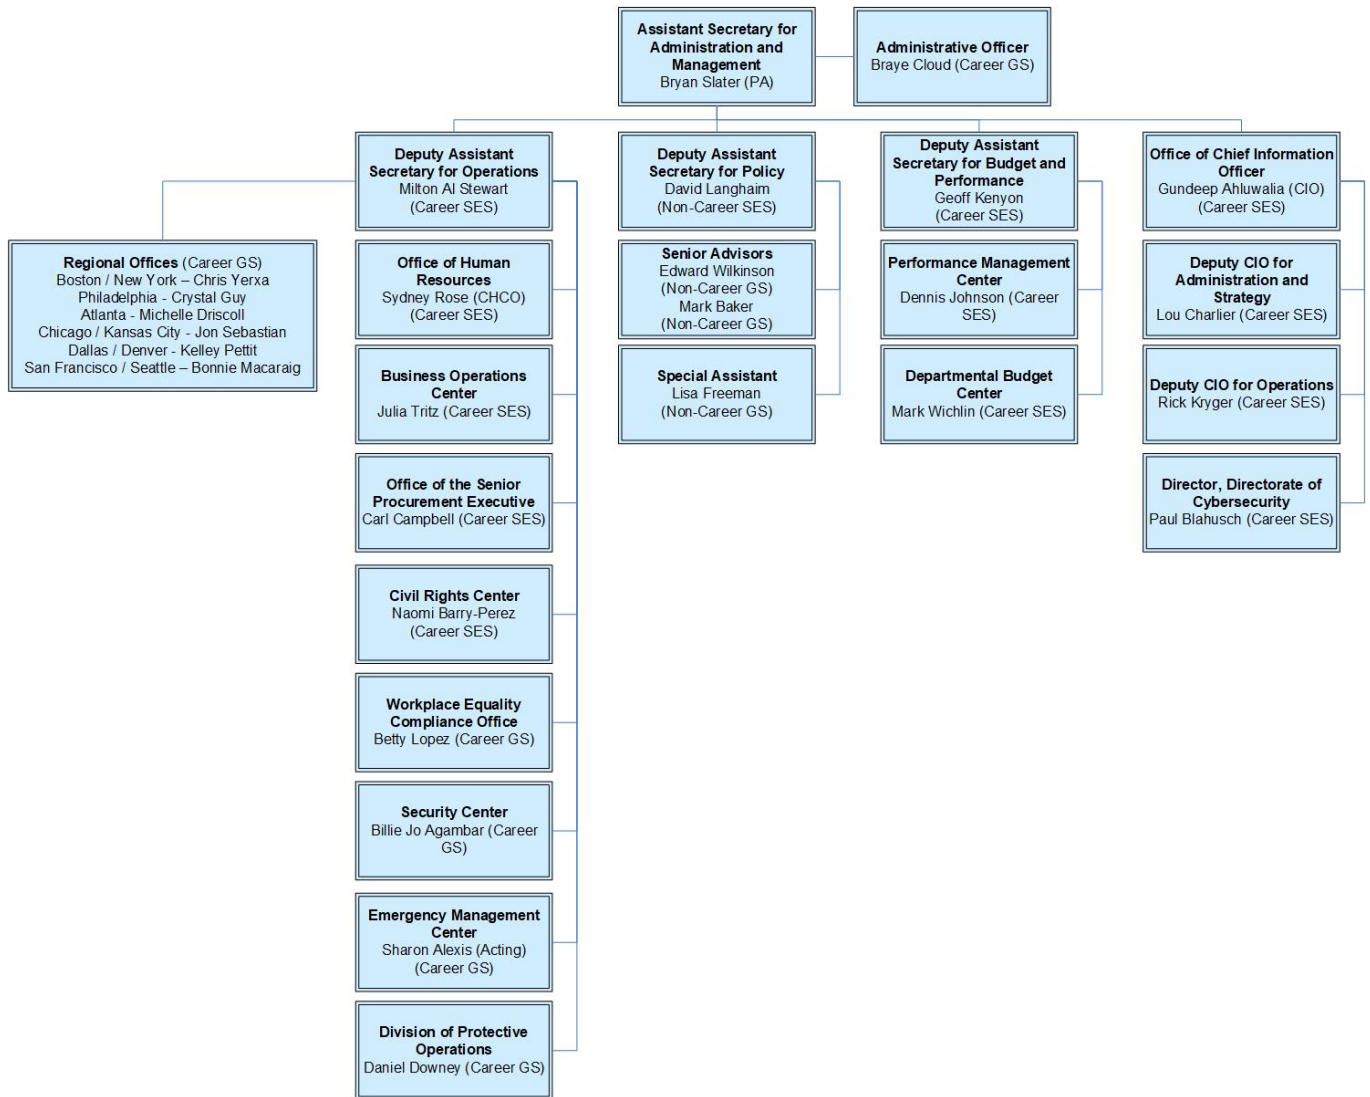 Assistant Secretary for
Administration and
Management
Bryan Slater (PA)
Administrative Officer
Braye Cloud (Career GS)
Deputy Assistant
Secretary for Operations
Milton Al Stewart
(Career SES)
Regional Offices (Career GS)
Boston / New York – Chris Yerxa
Philadelphia - Crystal Guy
Atlanta - Michelle Driscoll
Chicago / Kansas City - Jon Sebastian
Dallas / Denver - Kelley Pettit
San Francisco / Seattle – Bonnie Macaraig
Office of Human
Resources
Sydney Rose (CHCO)
(Career SES)
Business Operations
Center
Julia Tritz (Career SES)
Office of the Senior
Procurement Executive
Carl Campbell (Career SES)
Civil Rights Center
Naomi Barry-Perez
(Career SES)
Workplace Equality
Compliance Office
Betty Lopez (Career GS)
Security Center
Billie Jo Agambar (Career
GS)
Emergency Management
Center
Sharon Alexis (Acting)
(Career GS)
Division of Protective
Operations
Daniel Downey (Career GS)
Deputy Assistant
Secretary for Policy
David Langhaim
(Non-Career SES)
Senior Advisors
Edward Wilkinson
(Non-Career GS)
Mark Baker
(Non-Career GS)
Special Assistant
Lisa Freeman
(Non-Career GS)
Deputy Assistant
Secretary for Budget and
Performance
Geoff Kenyon
(Career SES)
Performance Management
Center
Dennis Johnson (Career
SES)
Departmental Budget
Center
Mark Wichlin (Career SES)
Office of Chief Information
Officer
Gundeep Ahluwalia (CIO)
(Career SES)
Deputy CIO for
Administration and
Strategy
Lou Charlier (Career SES)
Deputy CIO for Operations
Rick Kryger (Career SES)
Director, Directorate of
Cybersecurity
Paul Blahusch (Career SES)